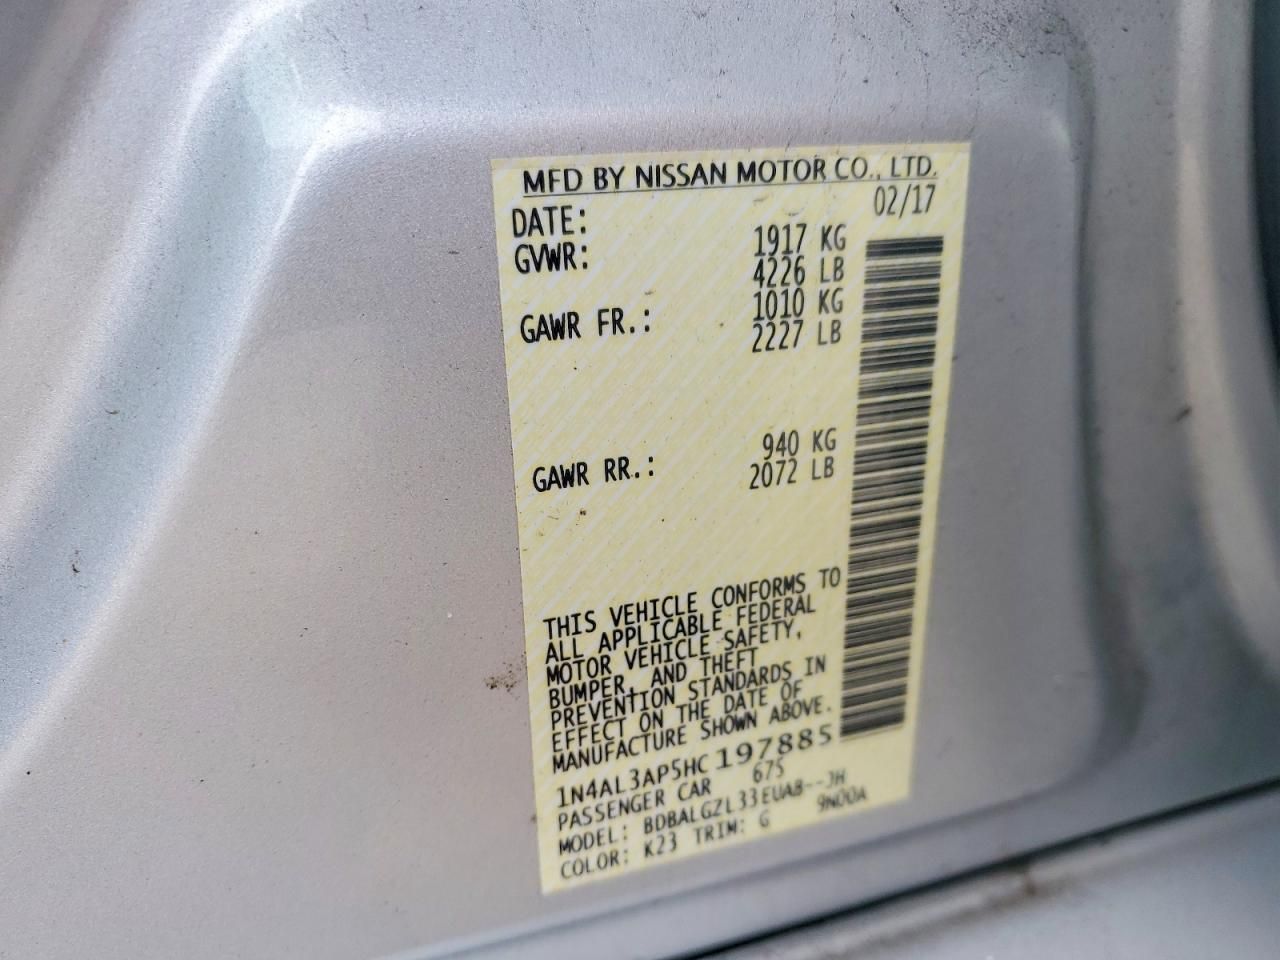 MFD BY NISSAN MOTOR CO., LTD.
DATE: 02/17
GVWR: 1917 KG
4226 LB
GAWR FR.: 1010 KG
2227 LB
GAWR RR.: 940 KG
2072 LB
THIS VEHICLE CONFORMS TO
ALL APPLICABLE FEDERAL
MOTOR VEHICLE SAFETY,
BUMPER, AND THEFT
PREVENTION STANDARDS IN
EFFECT ON THE DATE OF
MANUFACTURE SHOWN ABOVE.
1N4AL3AP5HC197885
PASSENGER CAR 675
MODEL: BDBALGZL33EUAB--JH
COLOR: K23 TRIM: G 9N00A